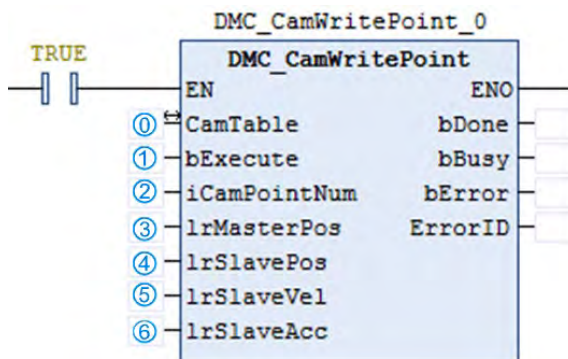 DMC_CamWritePoint_0
TRUE
DMC_CamWritePoint
EN ENO
⓪ CamTable bDone
① bExecute bBusy
② iCamPointNum bError
③ lrMasterPos ErrorID
④ lrSlavePos
⑤ lrSlaveVel
⑥ lrSlaveAcc